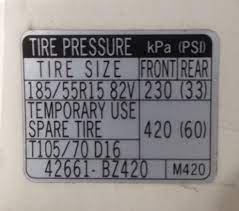 TIRE PRESSURE kPa (PSI)
TIRE SIZE FRONT REAR
185/55R15 82V 230 (33)
TEMPORARY USE
SPARE TIRE 420 (60)
T105/70 D16
42661-BZ420 M420